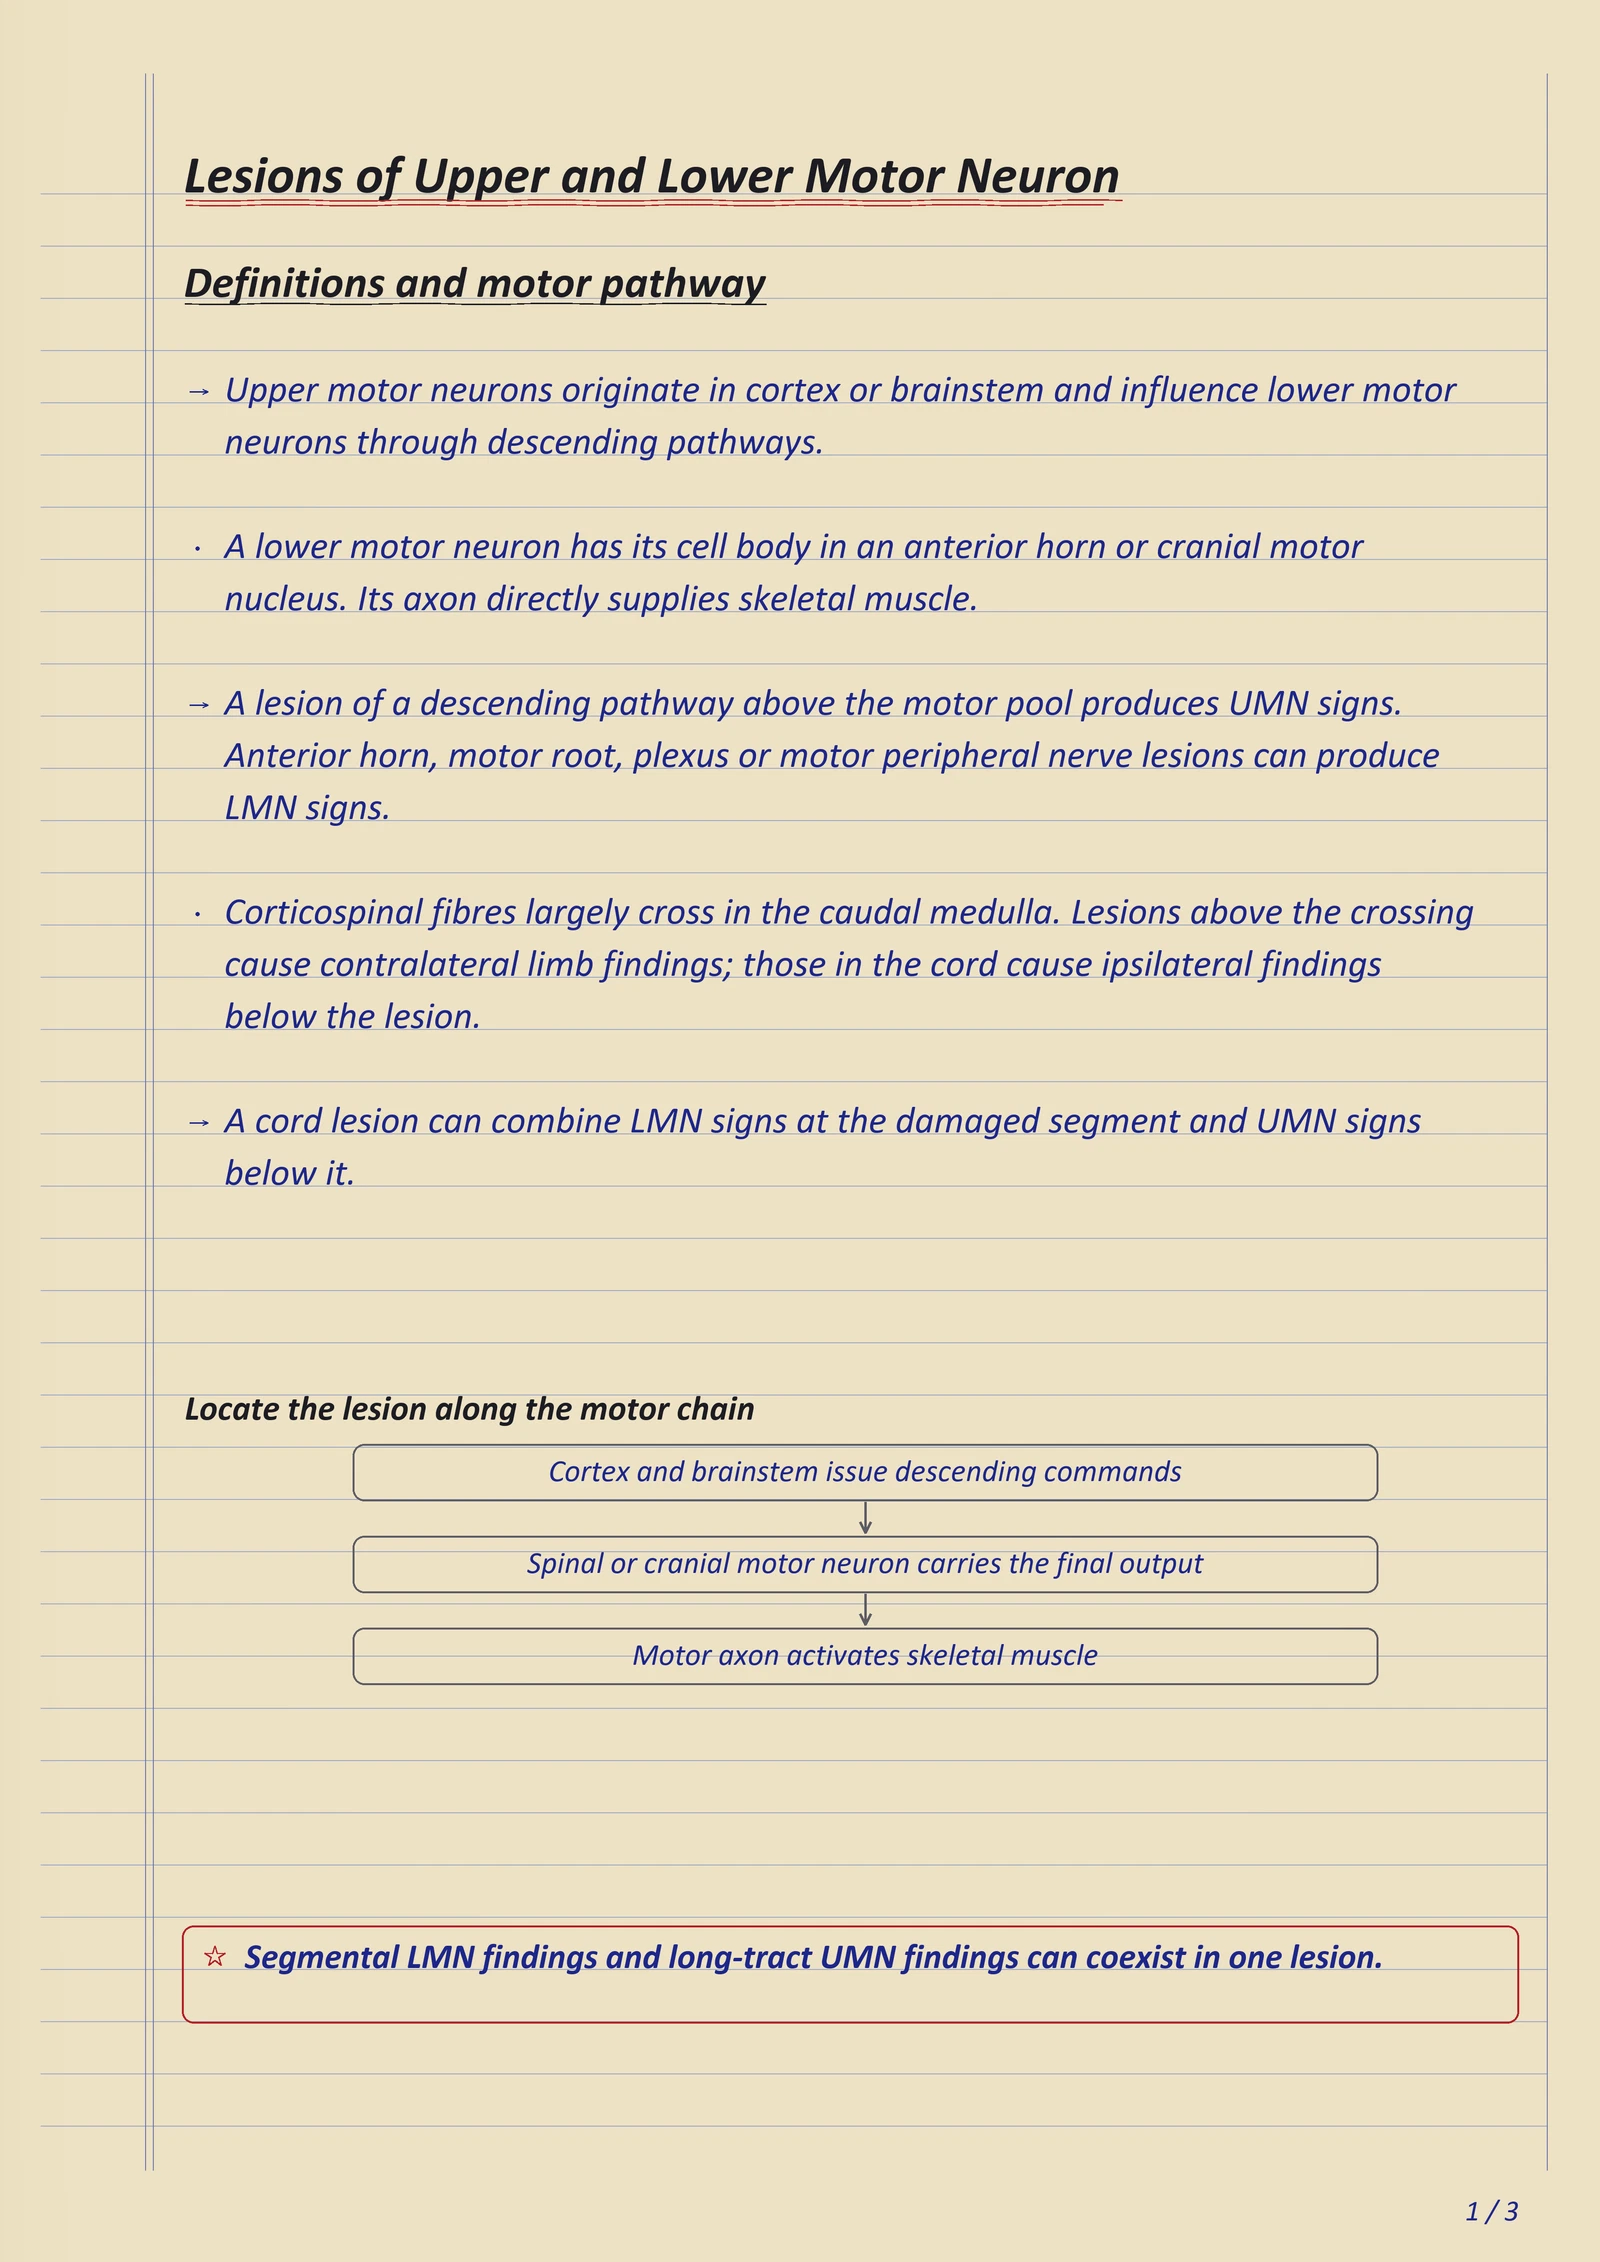 Lesions of Upper and Lower Motor Neuron
Definitions and motor pathway
→ Upper motor neurons originate in cortex or brainstem and influence lower motor
neurons through descending pathways.
· A lower motor neuron has its cell body in an anterior horn or cranial motor
nucleus. Its axon directly supplies skeletal muscle.
→ A lesion of a descending pathway above the motor pool produces UMN signs.
Anterior horn, motor root, plexus or motor peripheral nerve lesions can produce
LMN signs.
· Corticospinal fibres largely cross in the caudal medulla. Lesions above the crossing
cause contralateral limb findings; those in the cord cause ipsilateral findings
below the lesion.
→ A cord lesion can combine LMN signs at the damaged segment and UMN signs
below it.
Locate the lesion along the motor chain
Cortex and brainstem issue descending commands
Spinal or cranial motor neuron carries the final output
Motor axon activates skeletal muscle
☆ Segmental LMN findings and long-tract UMN findings can coexist in one lesion.
1 / 3